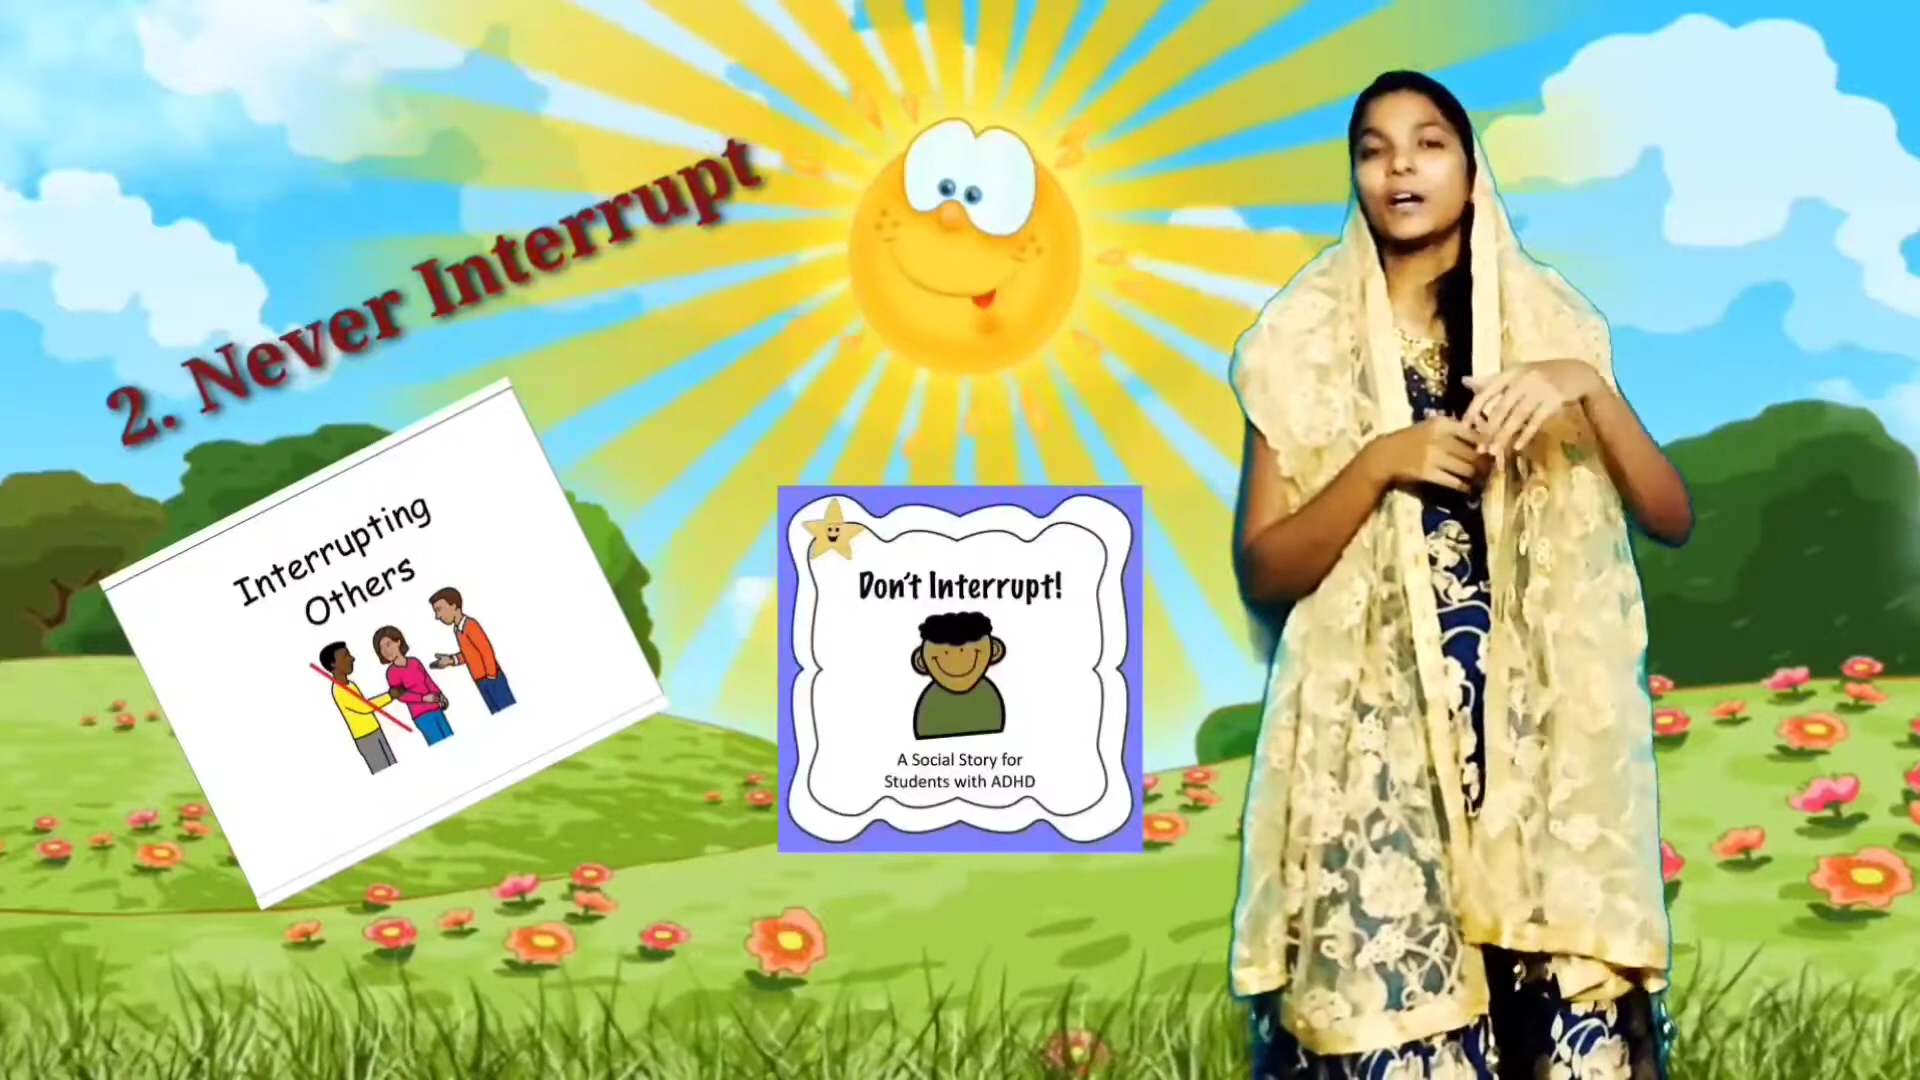 2. Never Interrupt
Interrupting
Others
Don't Interrupt!
A Social Story for
Students with ADHD